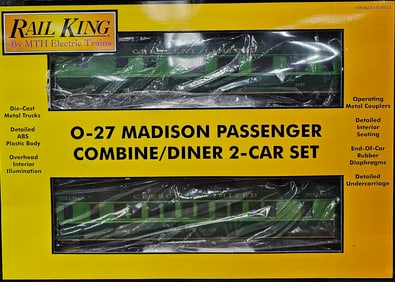 RAIL KING
By MTH Electric Trains
Die-Cast
Metal Trucks
Detailed
ABS
Plastic Body
Overhead
Interior
Illumination
O-27 MADISON PASSENGER
COMBINE/DINER 2-CAR SET
Operating
Metal Couplers
Detailed
Interior
Seating
End-Of-Car
Rubber
Diaphragms
Detailed
Undercarriage
PULLMAN